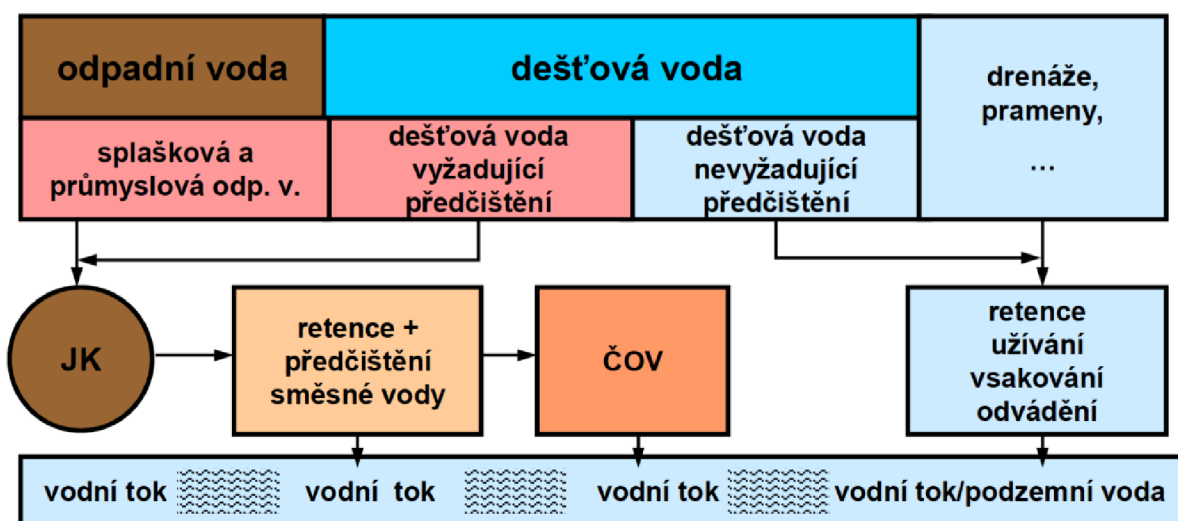 odpadní voda
dešťová voda
drenáže,
prameny,
...
splašková a
průmyslová odp. v.
dešťová voda
vyžadující
předčištění
dešťová voda
nevyžadující
předčištění
JK
retence +
předčištění
směsné vody
ČOV
retence
užívání
vsakování
odvádění
vodní tok
vodní tok
vodní tok
vodní tok/podzemní voda